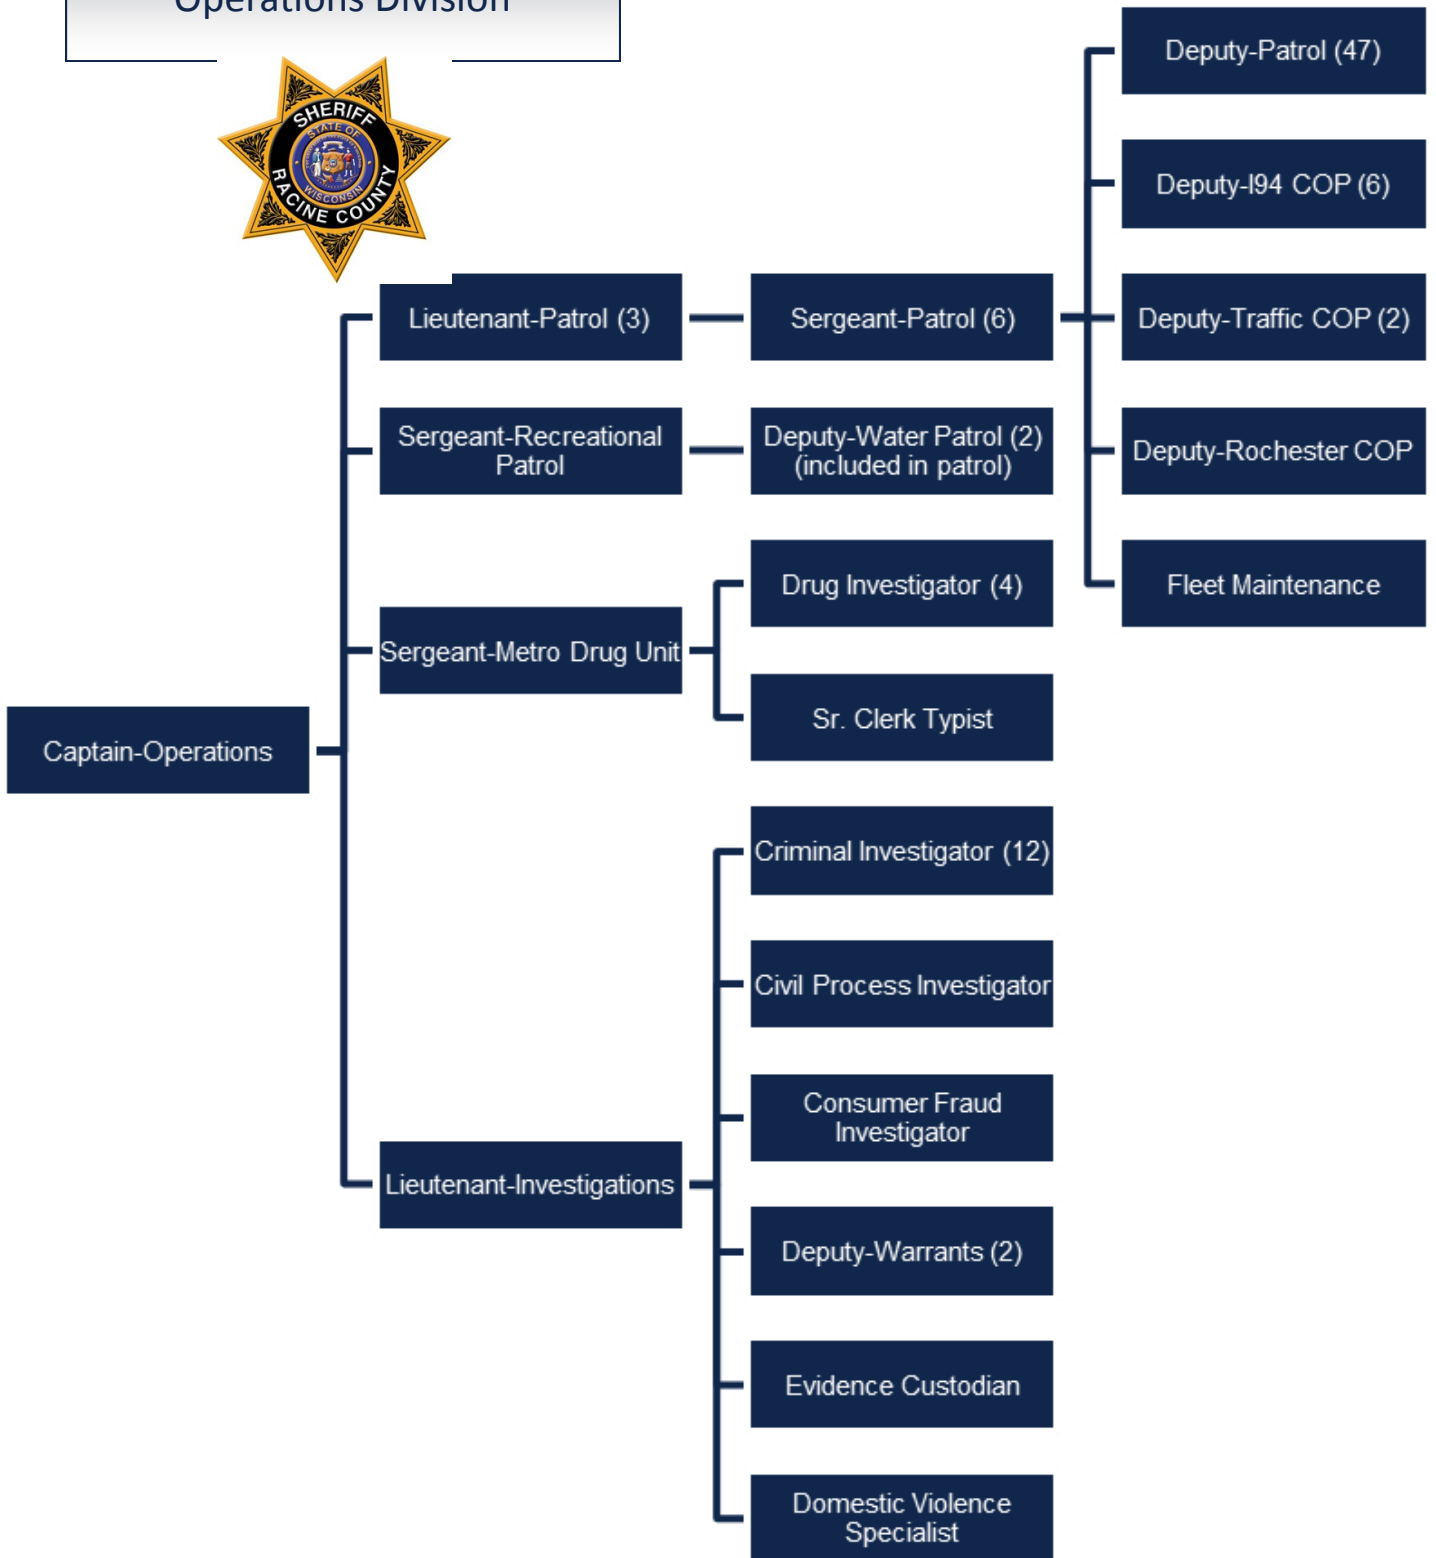 Operations Division
SHERIFF
STATE OF
WISCONSIN
RACINE COUNTY
Captain-Operations
Lieutenant-Patrol (3)
Sergeant-Patrol (6)
Deputy-Patrol (47)
Deputy-I94 COP (6)
Deputy-Traffic COP (2)
Deputy-Rochester COP
Fleet Maintenance
Sergeant-Recreational
Patrol
Deputy-Water Patrol (2)
(included in patrol)
Sergeant-Metro Drug Unit
Drug Investigator (4)
Sr. Clerk Typist
Lieutenant-Investigations
Criminal Investigator (12)
Civil Process Investigator
Consumer Fraud
Investigator
Deputy-Warrants (2)
Evidence Custodian
Domestic Violence
Specialist